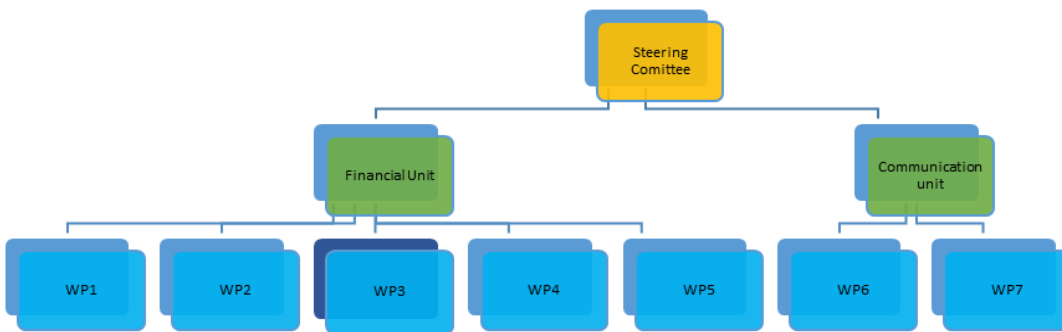 Steering
Comittee
Financial Unit
Communication
unit
WP1
WP2
WP3
WP4
WP5
WP6
WP7